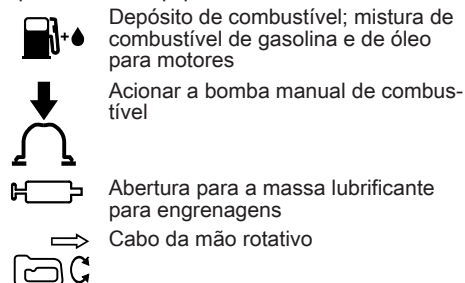 Depósito de combustível; mistura de
combustível de gasolina e de óleo
para motores
Acionar a bomba manual de combus-
tível
Abertura para a massa lubrificante
para engrenagens
Cabo da mão rotativo